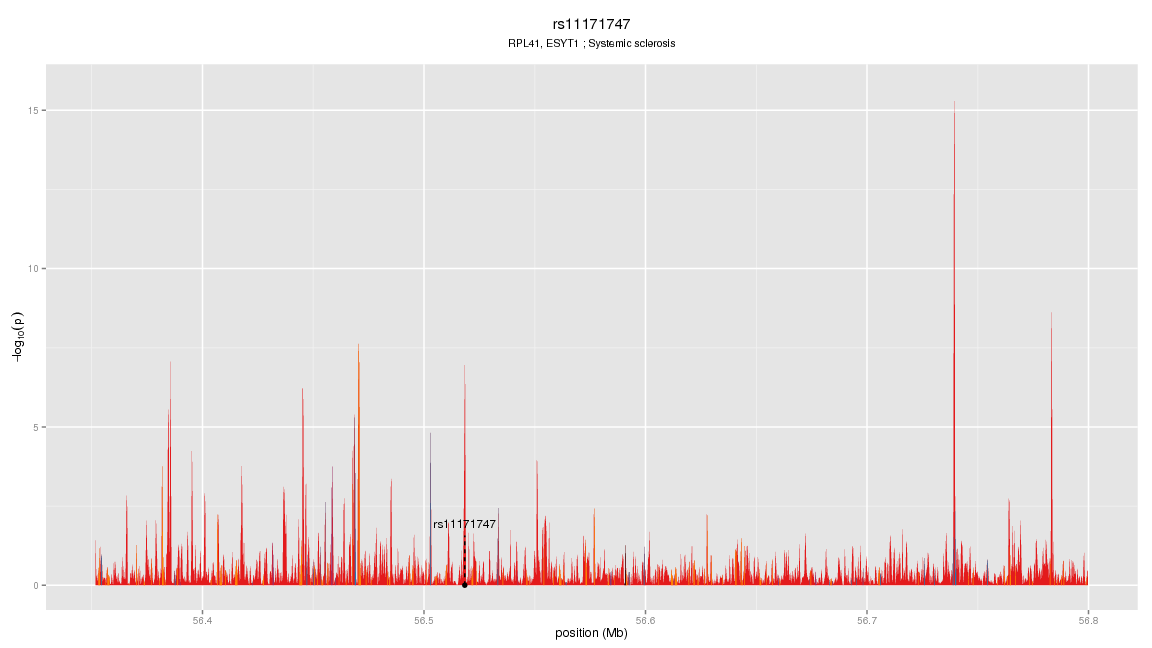 rs11171747
RPL41, ESYT1 ; Systemic sclerosis
15
10
5
0
−log10(p)
rs11171747
56.4 56.5 56.6 56.7 56.8
position (Mb)